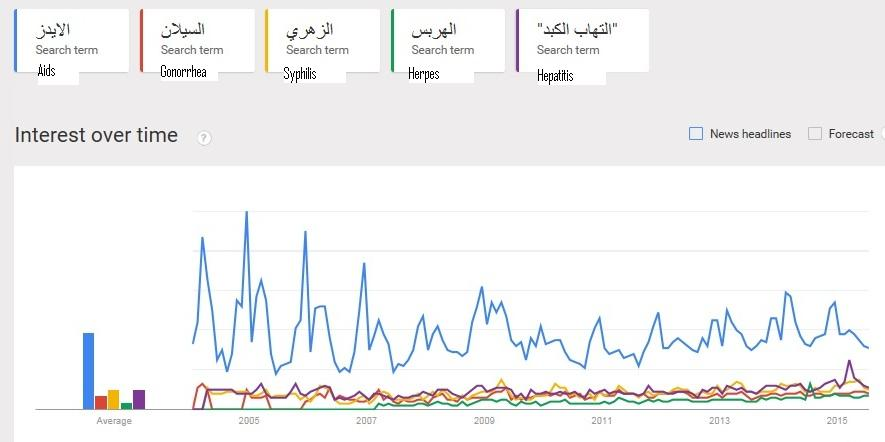 الايدز
Search term
Aids
السيلان
Search term
Gonorrhea
الزهري
Search term
Syphilis
الهربس
Search term
Herpes
"التهاب الكبد"
Search term
Hepatitis
Interest over time ?
News headlines
Forecast
Average
2005 2007 2009 2011 2013 2015